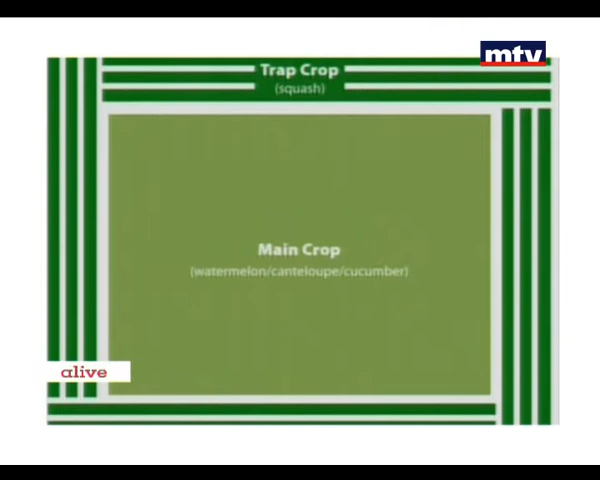 mtv
Trap Crop
(squash)
Main Crop
(watermelon/canteloupe/cucumber)
alive